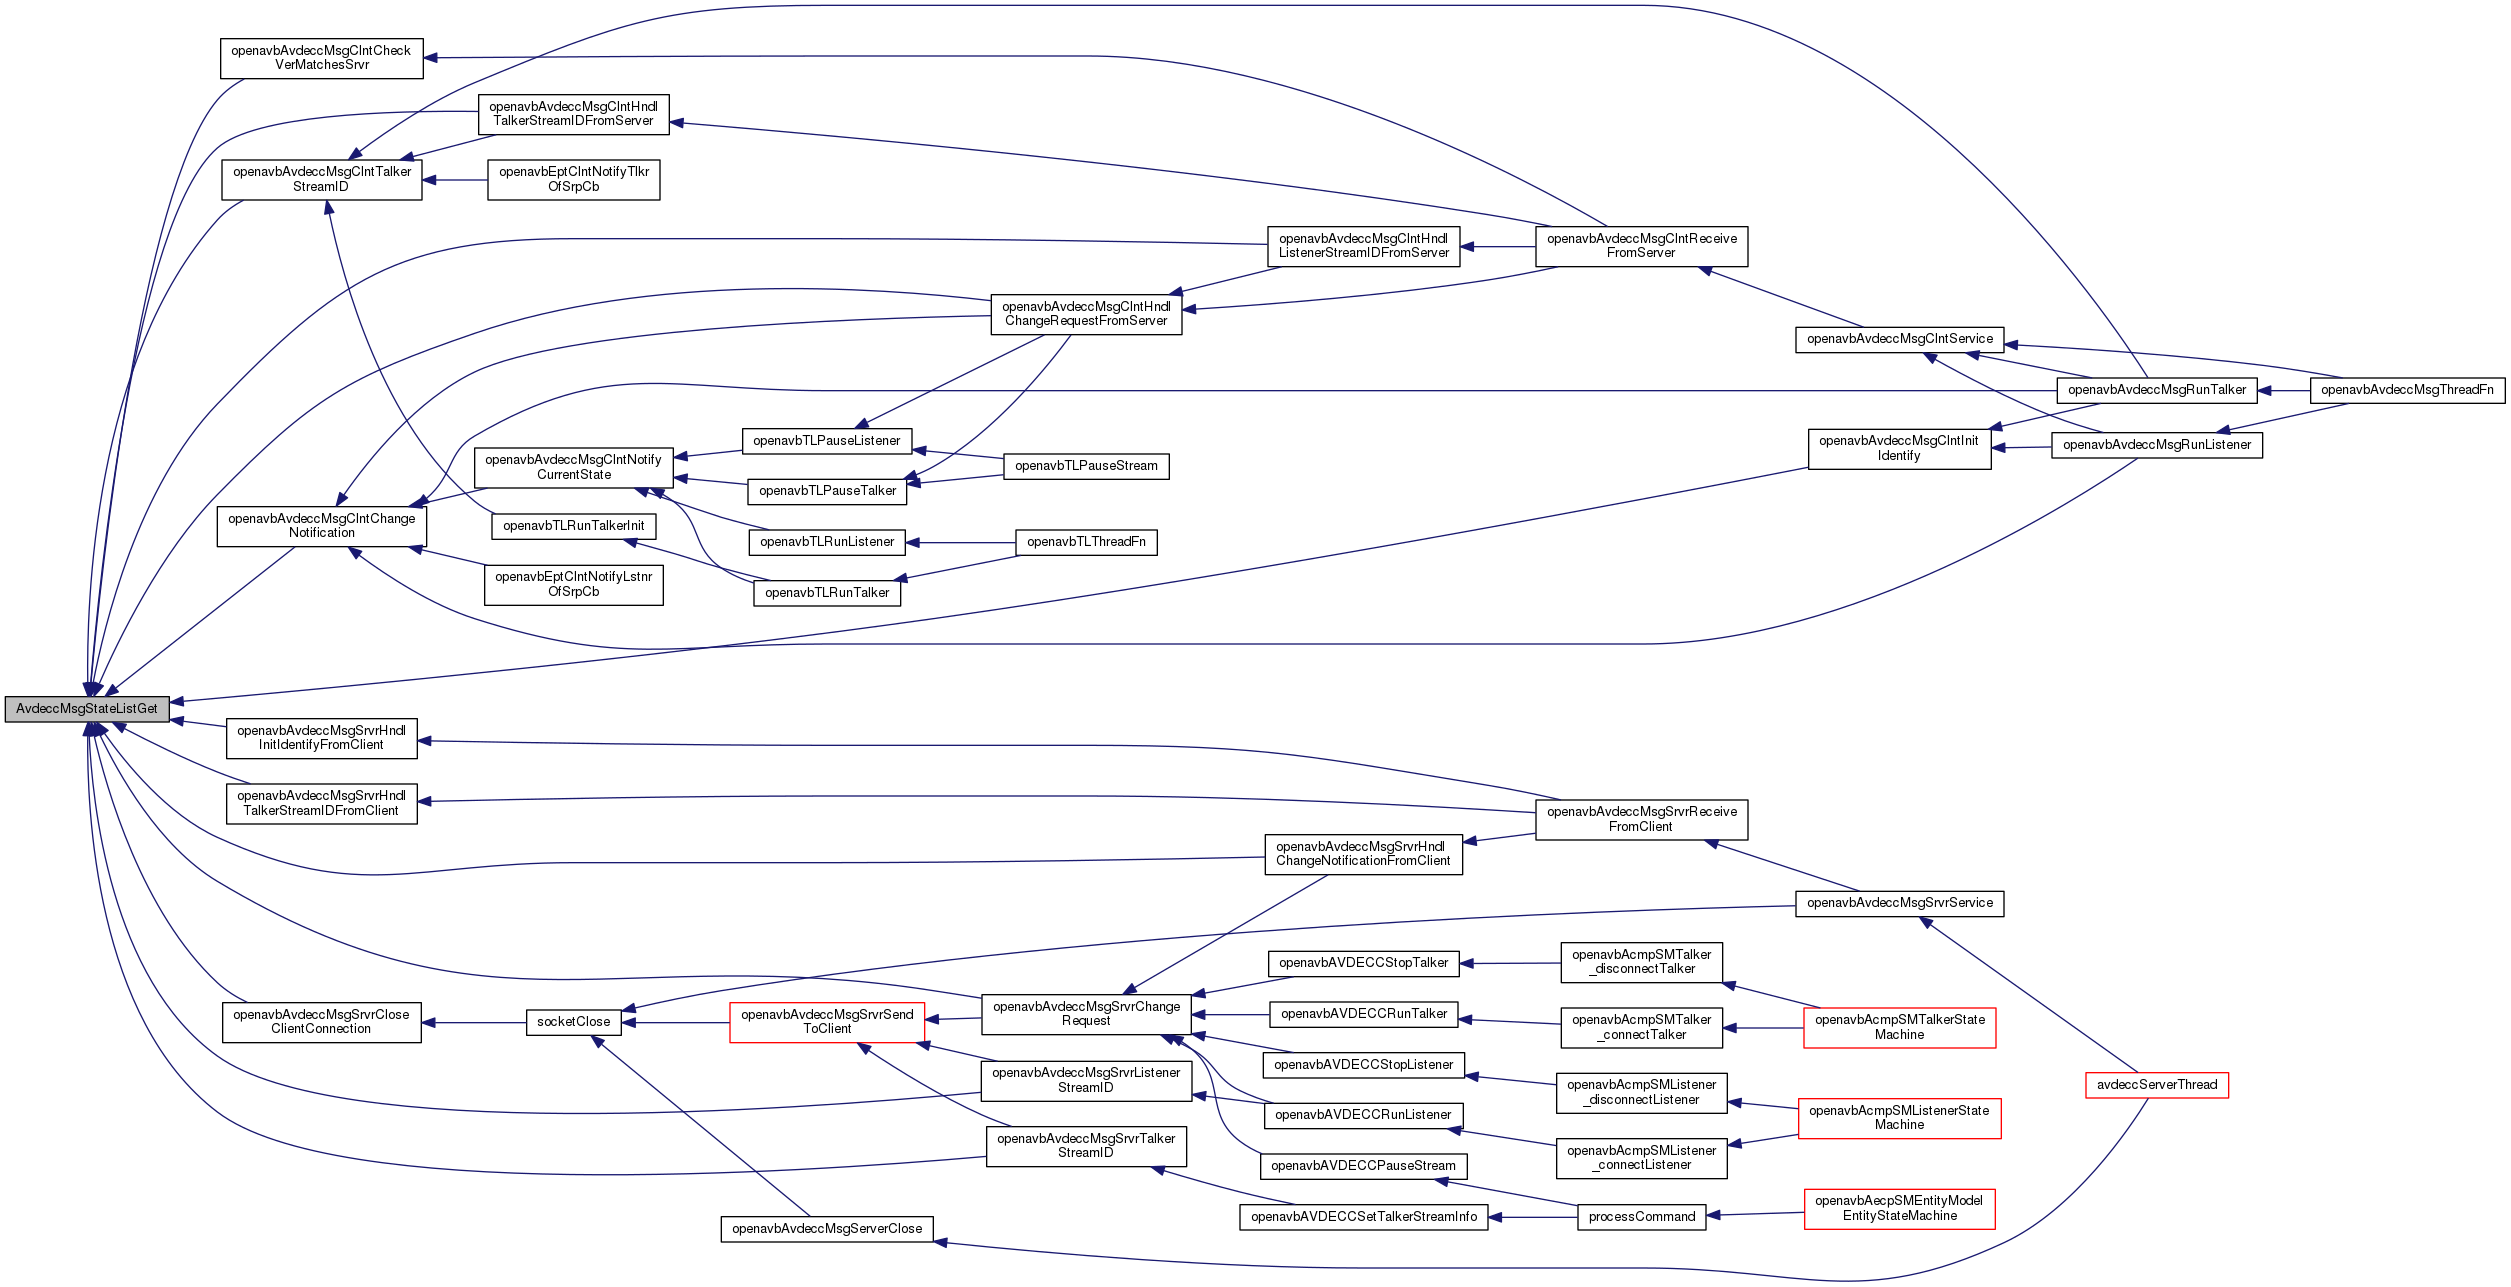 openavbAvdeccMsgClntCheck
VerMatchesSrvr
openavbAvdeccMsgClntHndl
TalkerStreamIDFromServer
openavbAvdeccMsgClntTalker
StreamID
openavbEptClntNotifyTlkr
OfSrpCb
openavbAvdeccMsgClntHndl
ListenerStreamIDFromServer
openavbAvdeccMsgClntReceive
FromServer
openavbAvdeccMsgClntHndl
ChangeRequestFromServer
openavbAvdeccMsgClntService
openavbAvdeccMsgRunTalker
openavbAvdeccMsgThreadFn
openavbTLPauseListener
openavbAvdeccMsgClntInit
Identify
openavbAvdeccMsgRunListener
openavbAvdeccMsgClntNotify
CurrentState
openavbTLPauseStream
openavbTLPauseTalker
openavbAvdeccMsgClntChange
Notification
openavbTLRunTalkerInit
openavbTLRunListener
openavbTLThreadFn
openavbEptClntNotifyLstnr
OfSrpCb
openavbTLRunTalker
AvdeccMsgStateListGet
openavbAvdeccMsgSrvrHndl
InitIdentifyFromClient
openavbAvdeccMsgSrvrHndl
TalkerStreamIDFromClient
openavbAvdeccMsgSrvrReceive
FromClient
openavbAvdeccMsgSrvrHndl
ChangeNotificationFromClient
openavbAvdeccMsgSrvrService
openavbAVDECCStopTalker
openavbAcmpSMTalker
_disconnectTalker
openavbAvdeccMsgSrvrClose
ClientConnection
socketClose
openavbAvdeccMsgSrvrSend
ToClient
openavbAvdeccMsgSrvrChange
Request
openavbAVDECCRunTalker
openavbAcmpSMTalker
_connectTalker
openavbAcmpSMTalkerState
Machine
openavbAVDECCStopListener
openavbAvdeccMsgSrvrListener
StreamID
openavbAcmpSMListener
_disconnectListener
avdeccServerThread
openavbAVDECCRunListener
openavbAcmpSMListenerState
Machine
openavbAvdeccMsgSrvrTalker
StreamID
openavbAcmpSMListener
_connectListener
openavbAVDECCPauseStream
openavbAvdeccMsgServerClose
openavbAVDECCSetTalkerStreamInfo
processCommand
openavbAecpSMEntityModel
EntityStateMachine